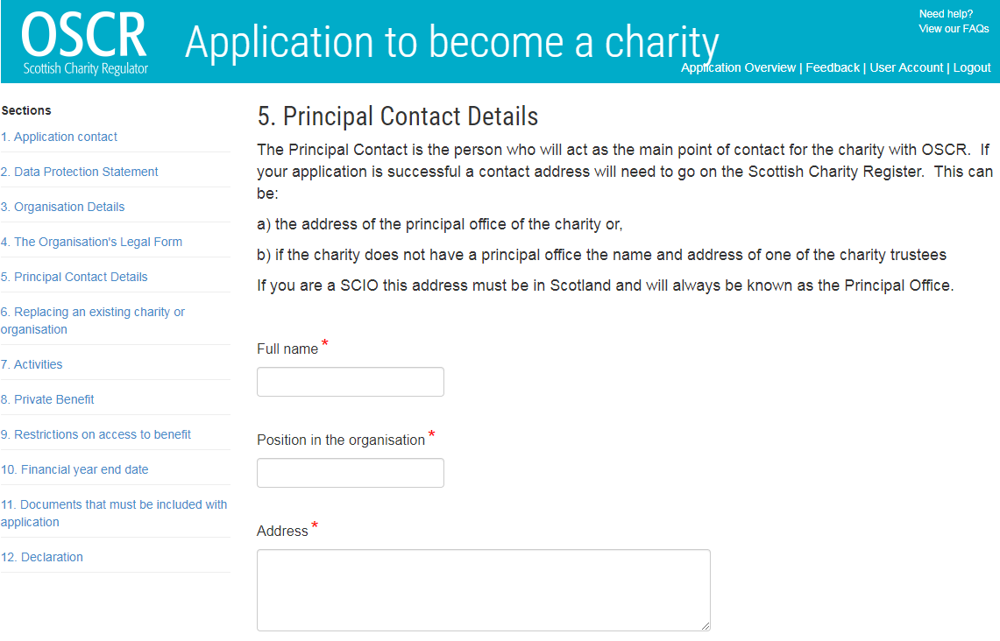 OSCR
Scottish Charity Regulator
Application to become a charity
Need help?
View our FAQs
Application Overview | Feedback | User Account | Logout
Sections
1. Application contact
2. Data Protection Statement
3. Organisation Details
4. The Organisation's Legal Form
5. Principal Contact Details
6. Replacing an existing charity or
organisation
7. Activities
8. Private Benefit
9. Restrictions on access to benefit
10. Financial year end date
11. Documents that must be included with
application
12. Declaration
5. Principal Contact Details
The Principal Contact is the person who will act as the main point of contact for the charity with OSCR.  If
your application is successful a contact address will need to go on the Scottish Charity Register.  This can
be:
a) the address of the principal office of the charity or,
b) if the charity does not have a principal office the name and address of one of the charity trustees
If you are a SCIO this address must be in Scotland and will always be known as the Principal Office.
Full name *
Position in the organisation *
Address *